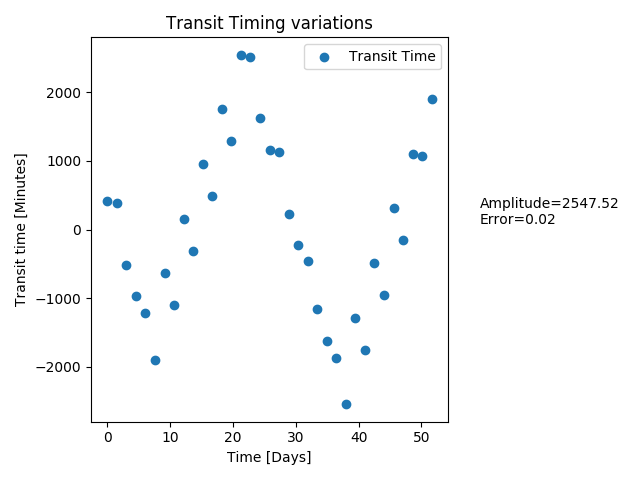 Transit Timing variations
Transit Time
Transit time [Minutes]
2000
1000
0
−1000
−2000
0 10 20 30 40 50
Time [Days]
Amplitude=2547.52
Error=0.02